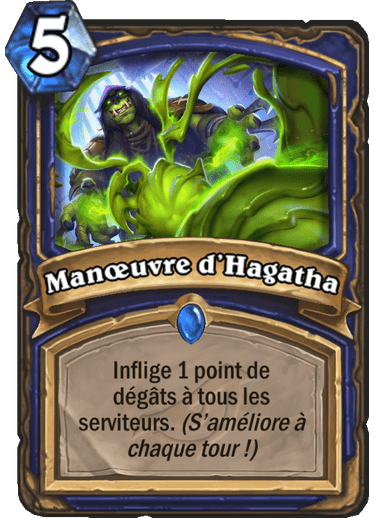 5
Manœuvre d'Hagatha
Inflige 1 point de
dégâts à tous les
serviteurs. (S'améliore à
chaque tour !)